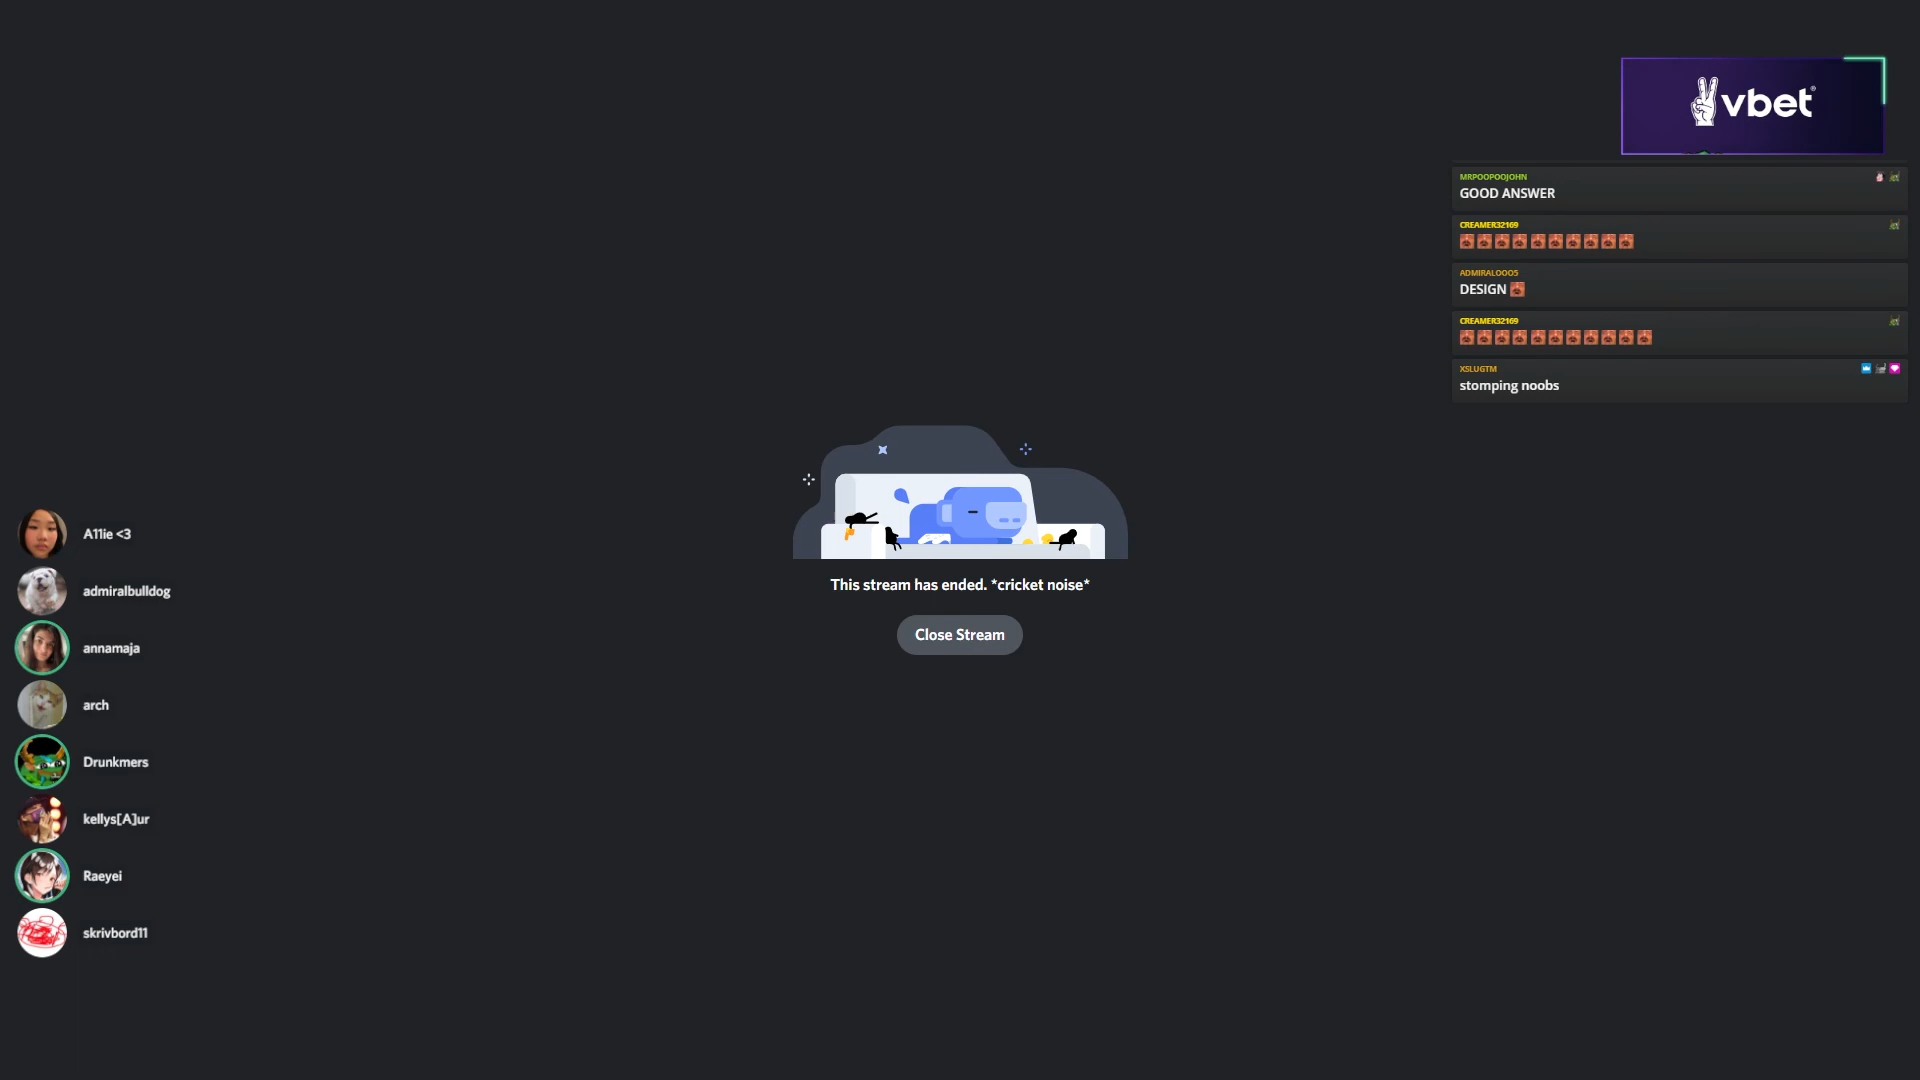 vbet
MRPOOPOOJOHN
GOOD ANSWER
CREAMER32169
ADMIRALOOO5
DESIGN
CREAMER32169
XSLUGTM
stomping noobs
A11ie <3
admiralbulldog
annamaja
arch
Drunkmers
kellys[A]ur
Raeyei
skrivbord11
This stream has ended. *cricket noise*
Close Stream